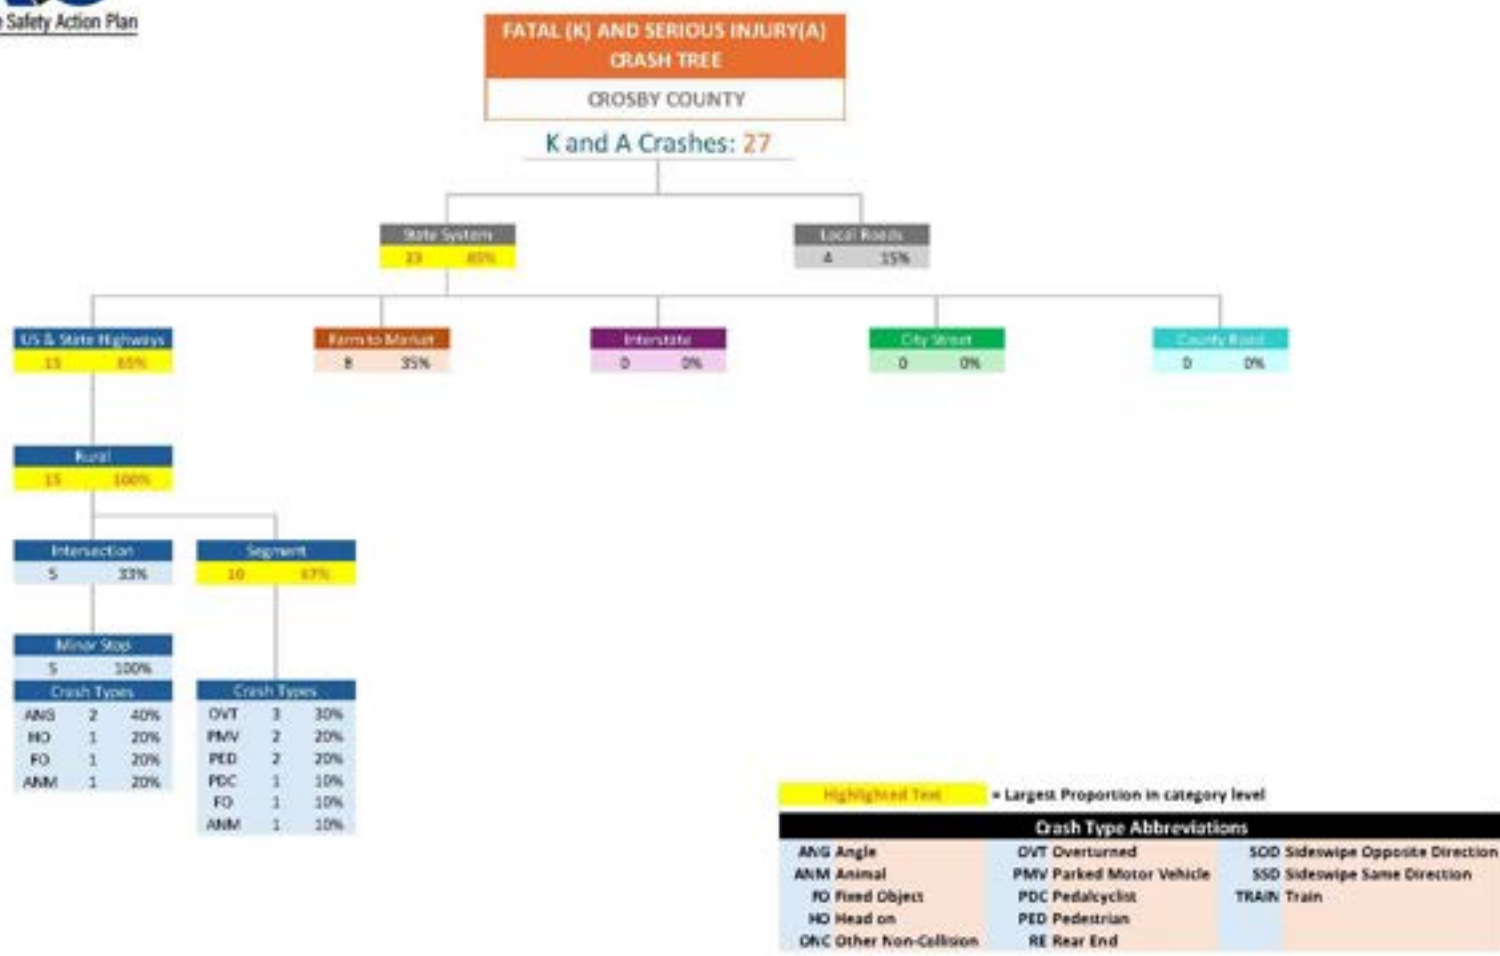 Safety Action Plan
FATAL (K) AND SERIOUS INJURY(A)
CRASH TREE
CROSBY COUNTY
K and A Crashes: 27
State System
23 85%
Local Roads
4 15%
US & State Highways
15 65%
Farm to Market
8 35%
Interstate
0 0%
City Street
0 0%
County Road
0 0%
Rural
15 100%
Intersection
5 33%
Segment
10 67%
Minor Stop
5 100%
Crash Types
ANG 2 40%
HO 1 20%
FO 1 20%
ANM 1 20%
Crash Types
OVT 3 30%
PMV 2 20%
PED 2 20%
PDC 1 10%
FO 1 10%
ANM 1 10%
Highlighted Text = Largest Proportion in category level
Crash Type Abbreviations
ANG Angle OVT Overturned SOD Sideswipe Opposite Direction
ANM Animal PMV Parked Motor Vehicle SSD Sideswipe Same Direction
FO Fixed Object PDC Pedalcyclist TRAIN Train
HO Head on PED Pedestrian
ONC Other Non-Collision RE Rear End